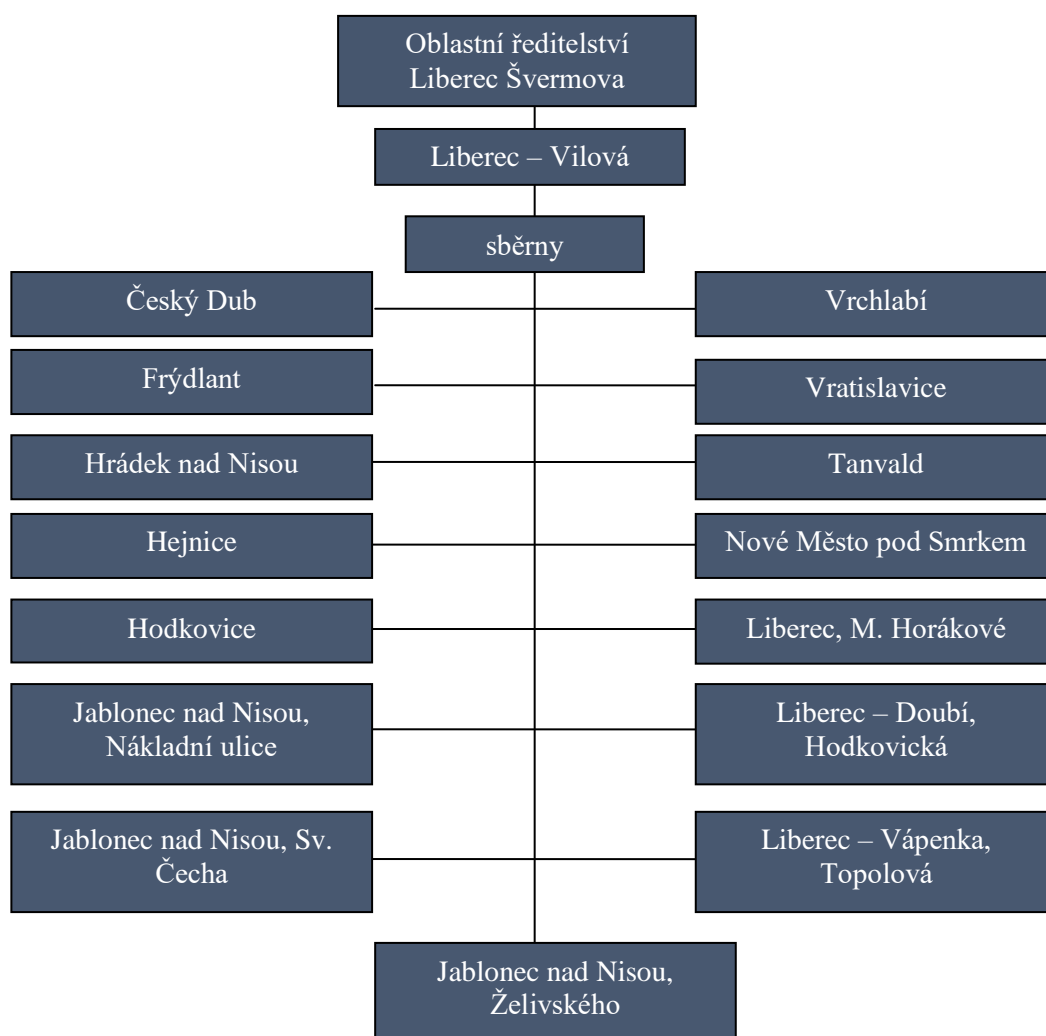 Oblastní ředitelství
Liberec Švermova
Liberec – Vilová
sběrny
Český Dub
Vrchlabí
Frýdlant
Vratislavice
Hrádek nad Nisou
Tanvald
Hejnice
Nové Město pod Smrkem
Hodkovice
Liberec, M. Horákové
Jablonec nad Nisou,
Nákladní ulice
Liberec – Doubí,
Hodkovická
Jablonec nad Nisou, Sv.
Čecha
Liberec – Vápenka,
Topolová
Jablonec nad Nisou,
Želivského